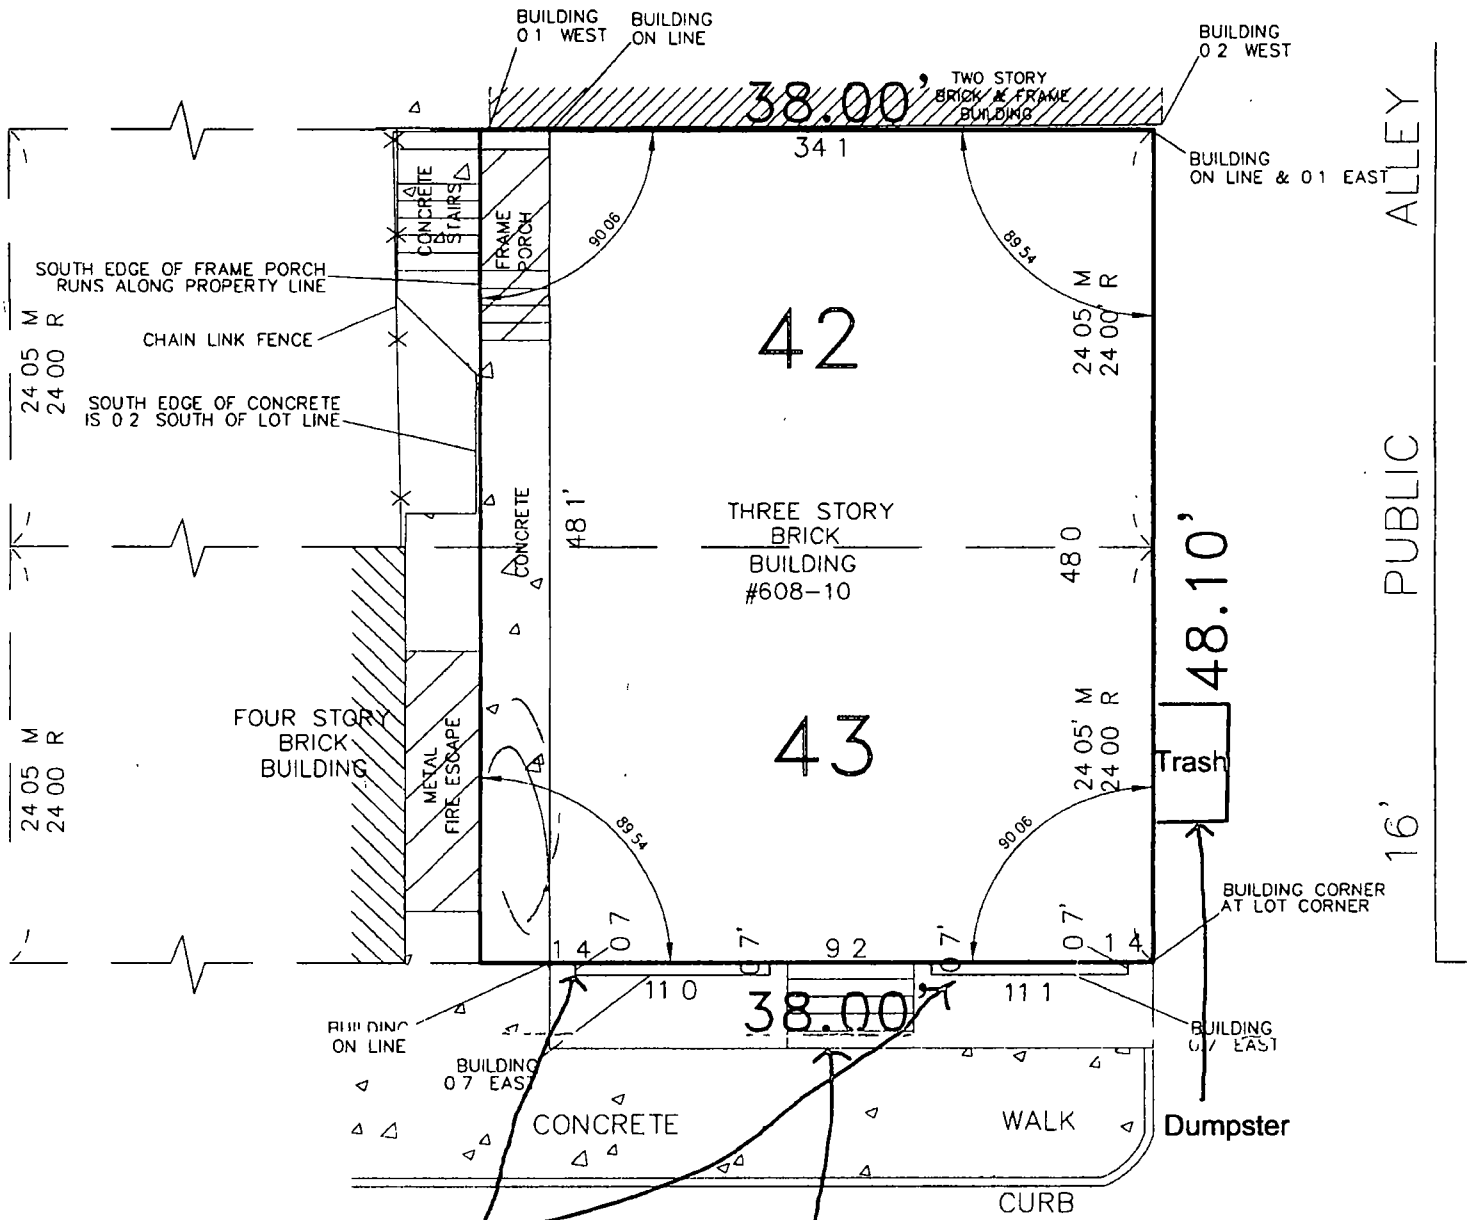 BUILDING
0 1 WEST
BUILDING
ON LINE
BUILDING
0 2 WEST
38.00'
TWO STORY
BRICK & FRAME
BUILDING
34 1
BUILDING
ON LINE & 0 1 EAST
ALLEY
CONCRETE
STAIRS
FRAME
PORCH
90 06
89 54
SOUTH EDGE OF FRAME PORCH
RUNS ALONG PROPERTY LINE
CHAIN LINK FENCE
24 05 M
24 00 R
42
24 05' M
24 00' R
SOUTH EDGE OF CONCRETE
IS 0 2 SOUTH OF LOT LINE
CONCRETE
48 1'
THREE STORY
BRICK
BUILDING
#608-10
48 0
48.10'
PUBLIC
FOUR STORY
BRICK
BUILDING
24 05 M
24 00 R
METAL
FIRE ESCAPE
43
24 05' M
24 00 R
Trash
16'
89 54
90 06
BUILDING CORNER
AT LOT CORNER
1 4
0 7
0 7'
9 2
0 7'
0 7'
1 4
11 0
38.00'
11 1
BUILDING
ON LINE
BUILDING
0 7 EAST
BUILDING
0 7 EAST
CONCRETE
WALK
Dumpster
CURB